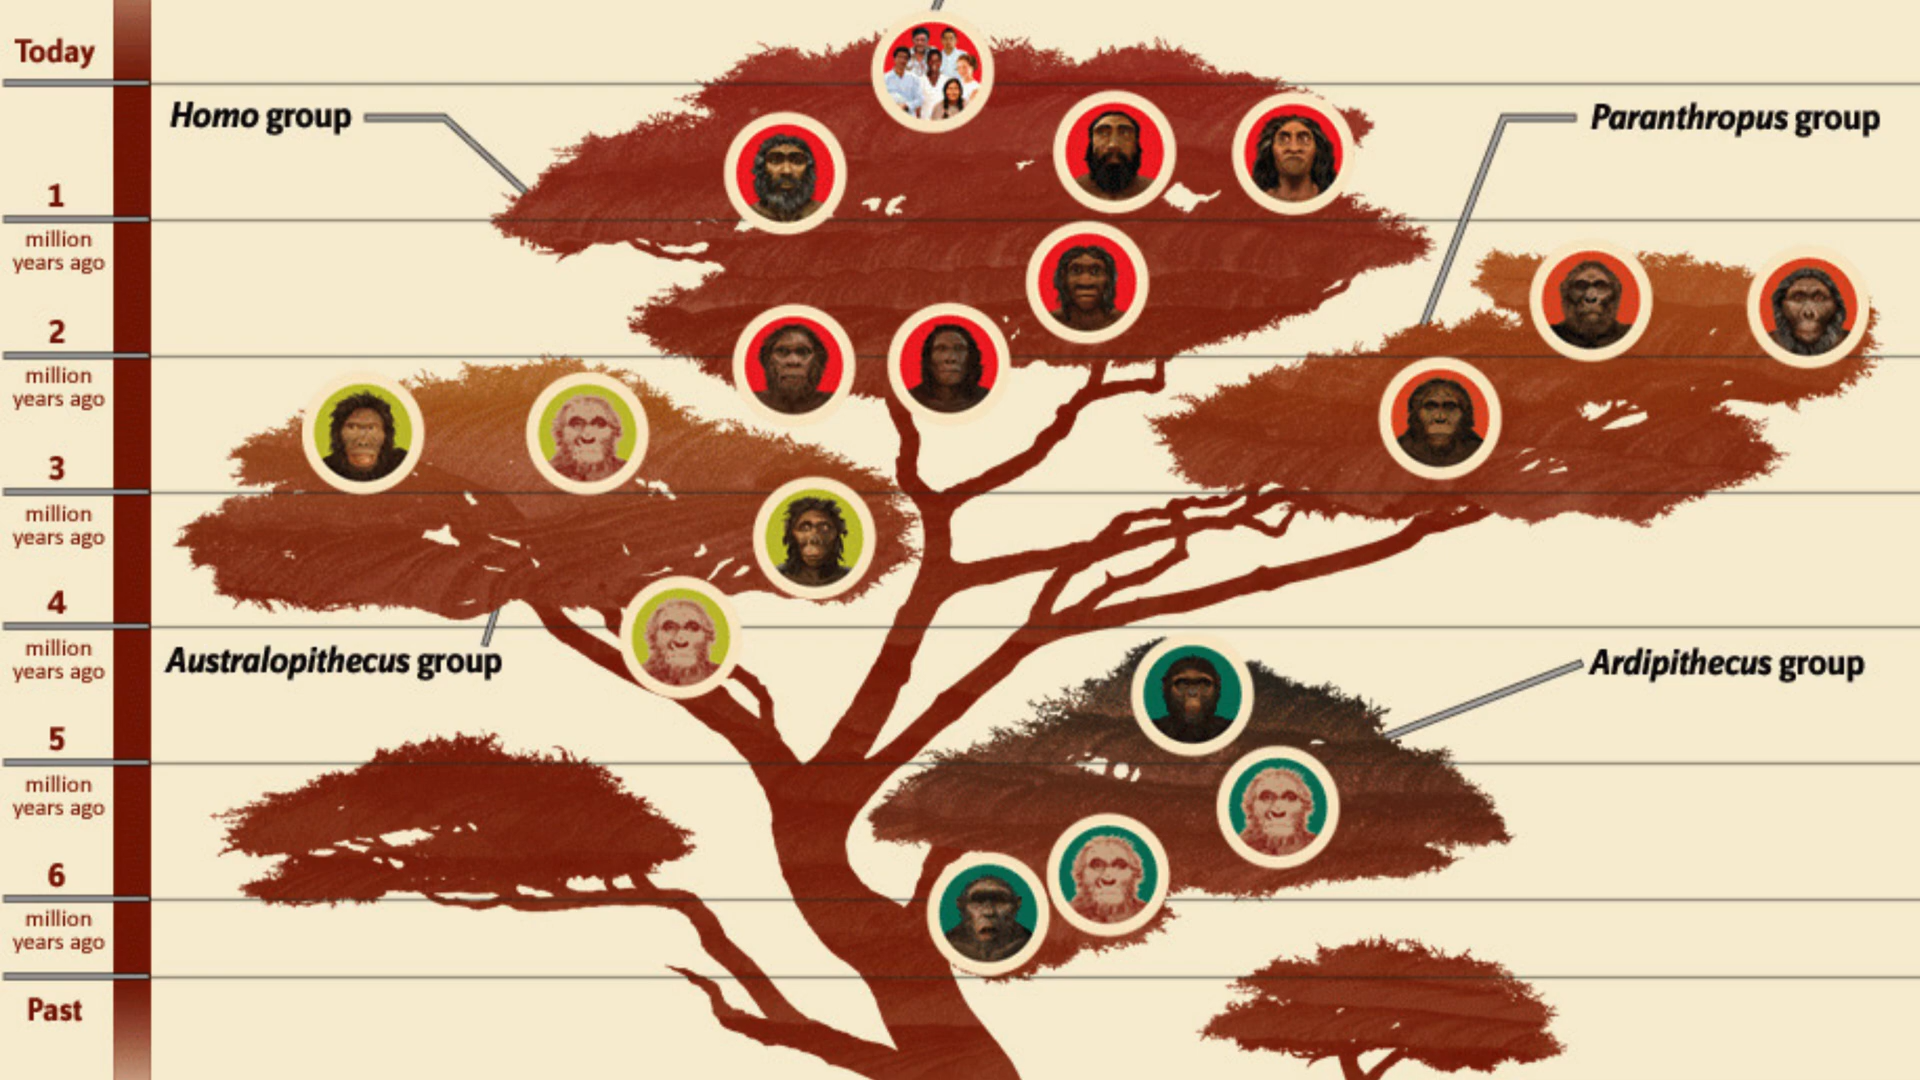 Today
Homo group
Paranthropus group
1
million
years ago
2
million
years ago
3
million
years ago
4
million
years ago
Australopithecus group
Ardipithecus group
5
million
years ago
6
million
years ago
Past